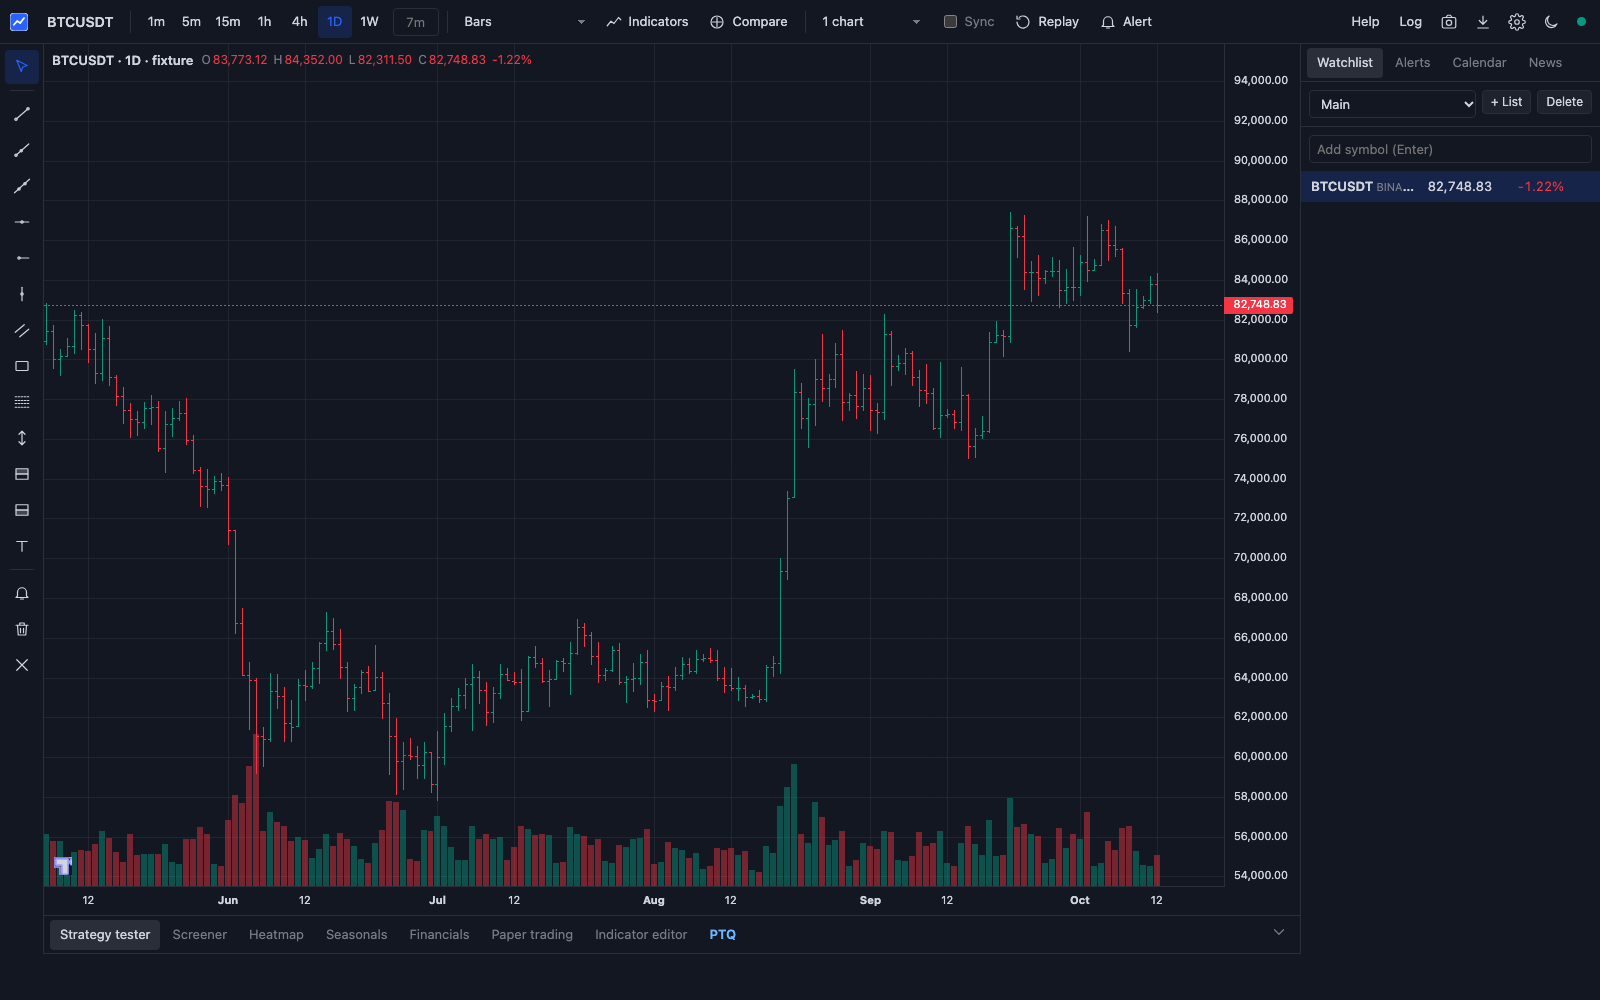 BTCUSDT 1m 5m 15m 1h 4h 1D 1W 7m Bars Indicators Compare 1 chart Sync Replay Alert Help Log
BTCUSDT · 1D · fixture O83,773.12 H84,352.00 L82,311.50 C82,748.83 -1.22%
94,000.00
92,000.00
90,000.00
88,000.00
86,000.00
84,000.00
82,748.83
82,000.00
80,000.00
78,000.00
76,000.00
74,000.00
72,000.00
70,000.00
68,000.00
66,000.00
64,000.00
62,000.00
60,000.00
58,000.00
56,000.00
54,000.00
12 Jun 12 Jul 12 Aug 12 Sep 12 Oct 12
Strategy tester Screener Heatmap Seasonals Financials Paper trading Indicator editor PTQ
Watchlist Alerts Calendar News
Main + List Delete
Add symbol (Enter)
BTCUSDT BINA... 82,748.83 -1.22%